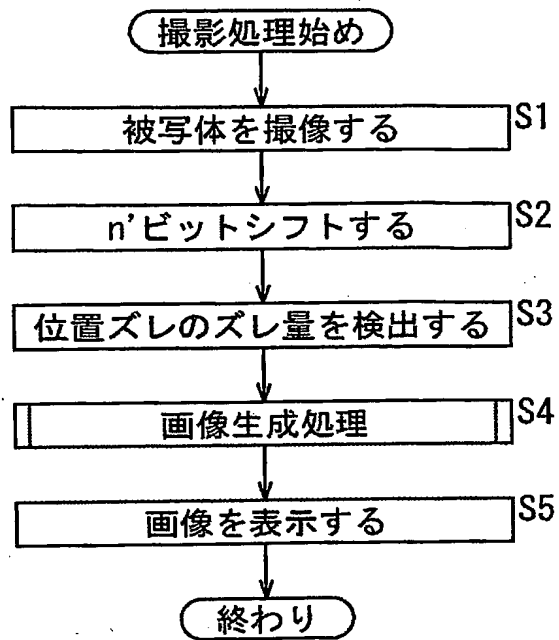 撮影処理始め
被写体を撮像する
S1
n'ビットシフトする
S2
位置ズレのズレ量を検出する
S3
画像生成処理
S4
画像を表示する
S5
終わり